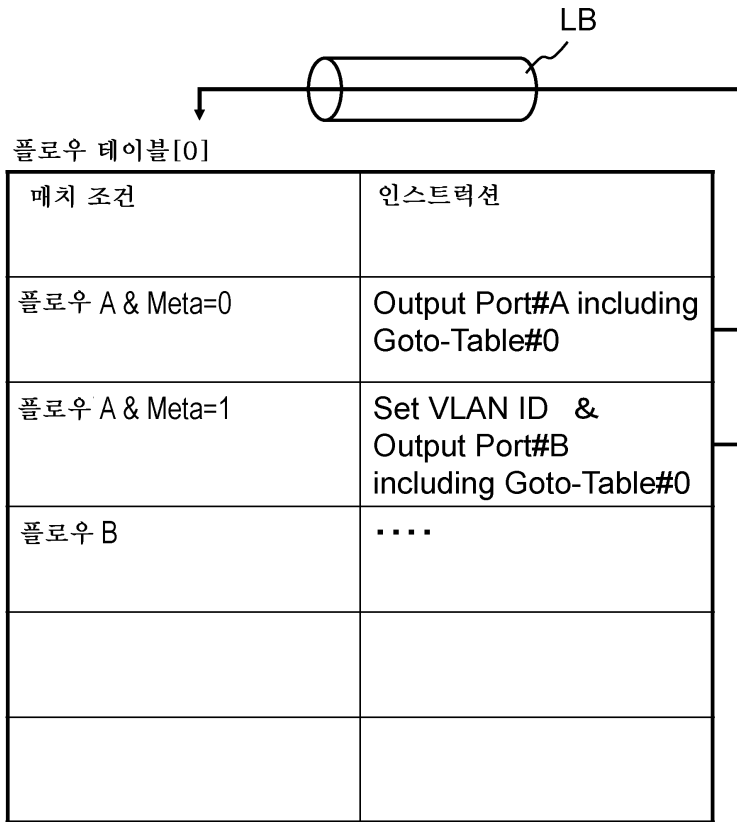 LB
플로우 테이블[0]
매치 조건
인스트럭션
플로우 A & Meta=0
Output Port#A including
Goto-Table#0
플로우 A & Meta=1
Set VLAN ID &
Output Port#B
including Goto-Table#0
플로우 B
････